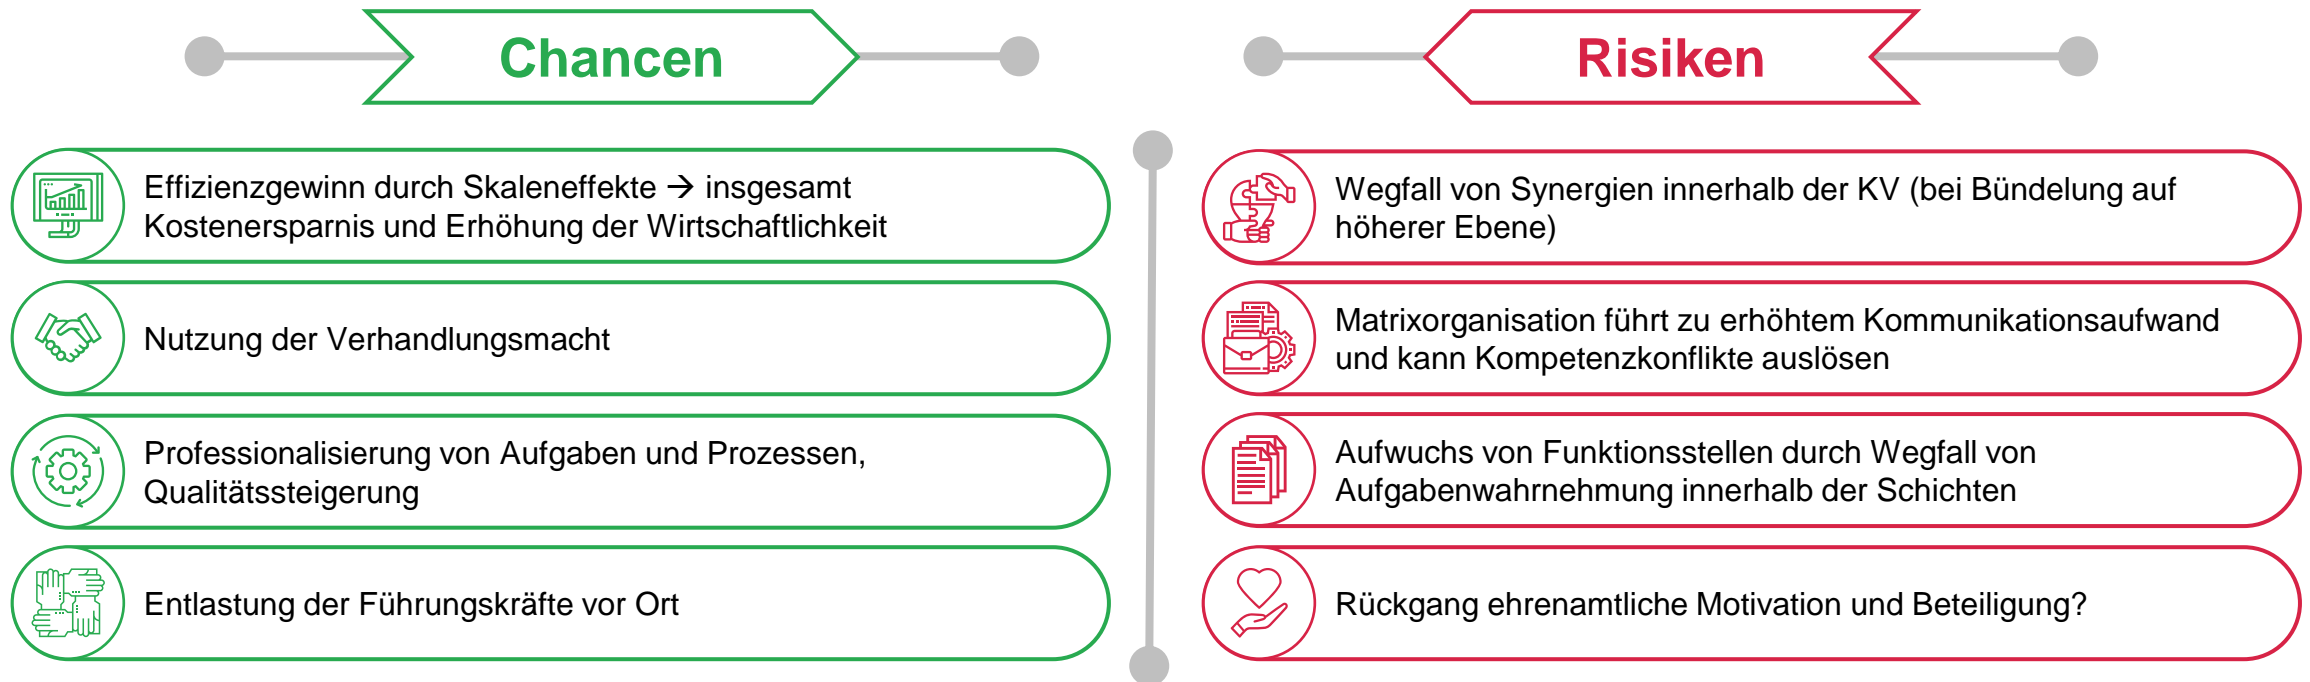 Chancen
Effizienzgewinn durch Skaleneffekte → insgesamt
Kostenersparnis und Erhöhung der Wirtschaftlichkeit
Nutzung der Verhandlungsmacht
Professionalisierung von Aufgaben und Prozessen,
Qualitätssteigerung
Entlastung der Führungskräfte vor Ort
Risiken
Wegfall von Synergien innerhalb der KV (bei Bündelung auf
höherer Ebene)
Matrixorganisation führt zu erhöhtem Kommunikationsaufwand
und kann Kompetenzkonflikte auslösen
Aufwuchs von Funktionsstellen durch Wegfall von
Aufgabenwahrnehmung innerhalb der Schichten
Rückgang ehrenamtliche Motivation und Beteiligung?